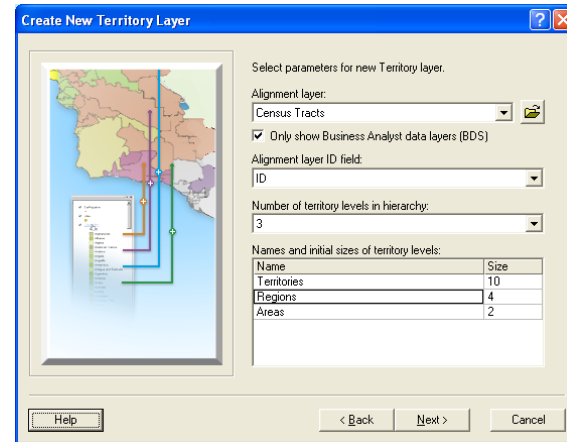 Create New Territory Layer
Select parameters for new Territory layer.
Alignment layer:
Census Tracts
Only show Business Analyst data layers (BDS)
Alignment layer ID field:
ID
Number of territory levels in hierarchy:
3
Names and initial sizes of territory levels:
Name Size
Territories 10
Regions 4
Areas 2
Help
< Back
Next >
Cancel